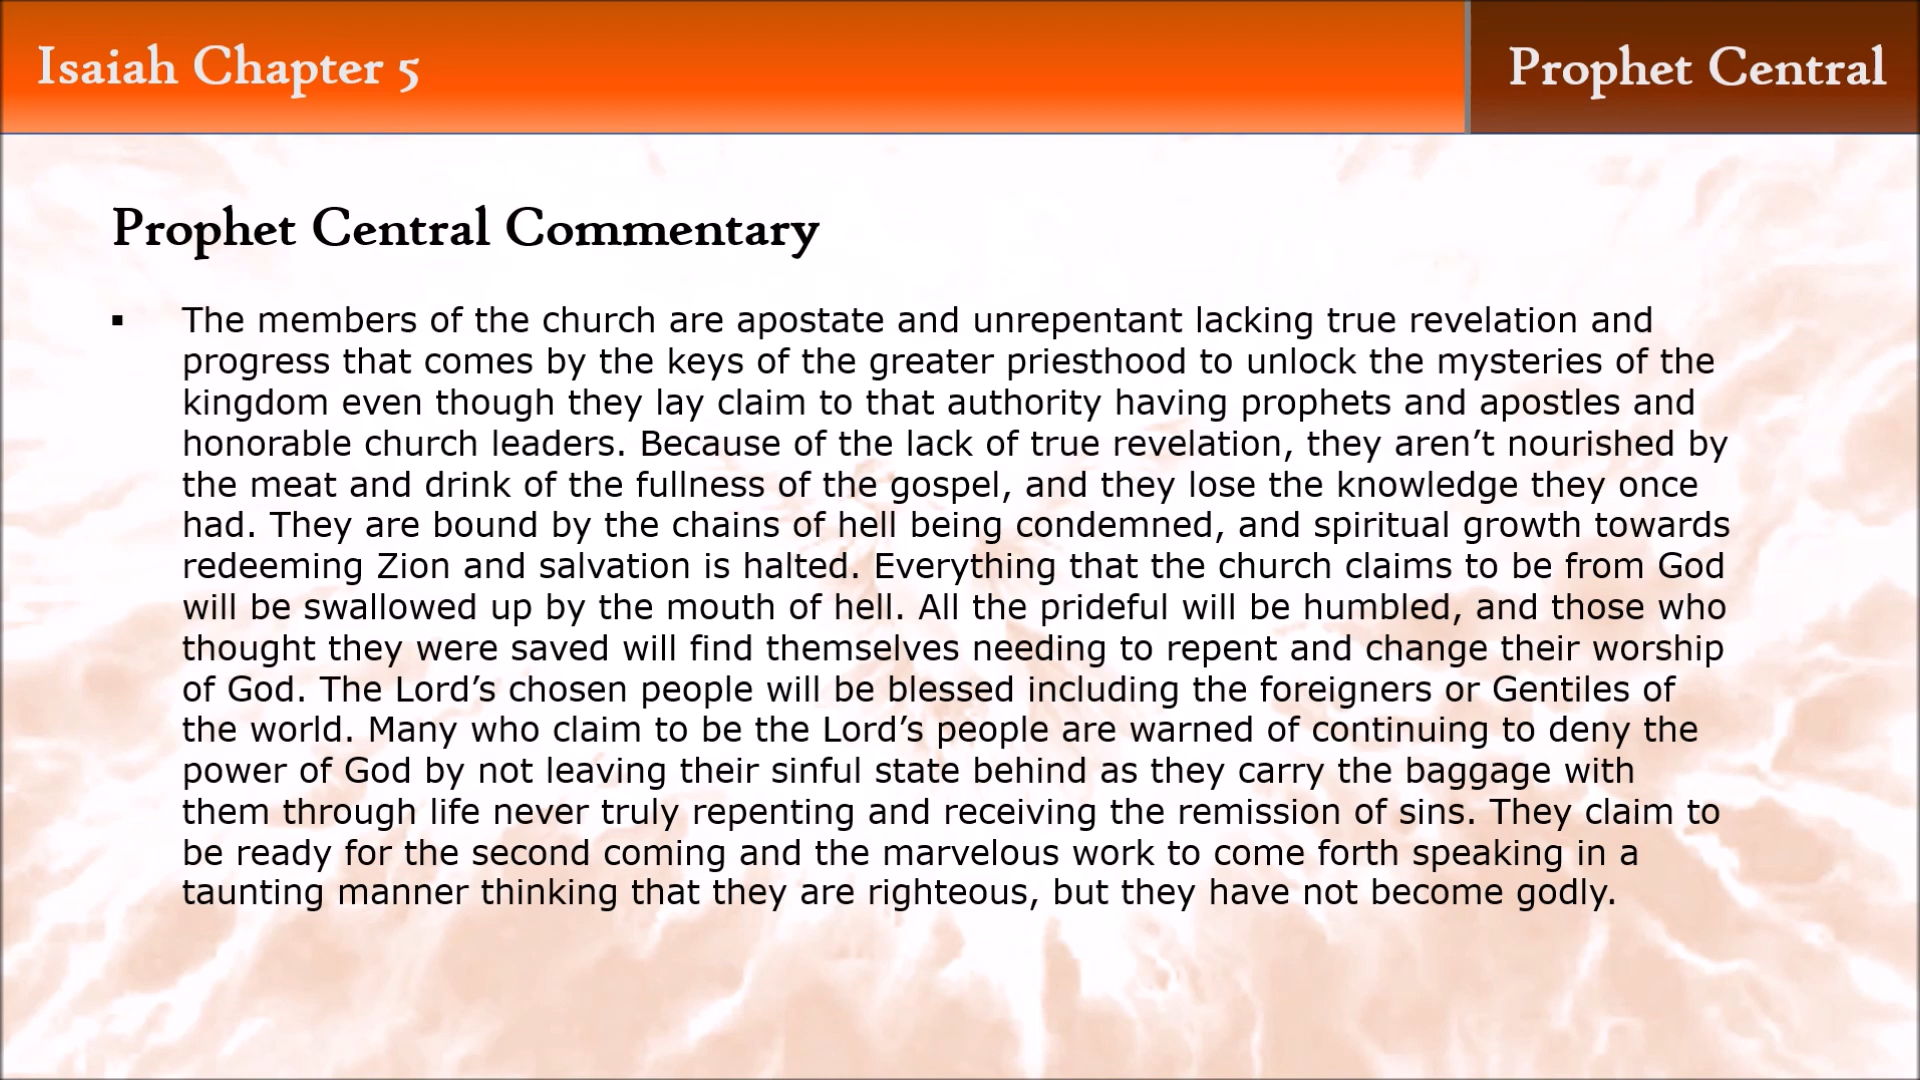 Isaiah Chapter 5
Prophet Central
Prophet Central Commentary
▪ The members of the church are apostate and unrepentant lacking true revelation and
progress that comes by the keys of the greater priesthood to unlock the mysteries of the
kingdom even though they lay claim to that authority having prophets and apostles and
honorable church leaders. Because of the lack of true revelation, they aren’t nourished by
the meat and drink of the fullness of the gospel, and they lose the knowledge they once
had. They are bound by the chains of hell being condemned, and spiritual growth towards
redeeming Zion and salvation is halted. Everything that the church claims to be from God
will be swallowed up by the mouth of hell. All the prideful will be humbled, and those who
thought they were saved will find themselves needing to repent and change their worship
of God. The Lord’s chosen people will be blessed including the foreigners or Gentiles of
the world. Many who claim to be the Lord’s people are warned of continuing to deny the
power of God by not leaving their sinful state behind as they carry the baggage with
them through life never truly repenting and receiving the remission of sins. They claim to
be ready for the second coming and the marvelous work to come forth speaking in a
taunting manner thinking that they are righteous, but they have not become godly.